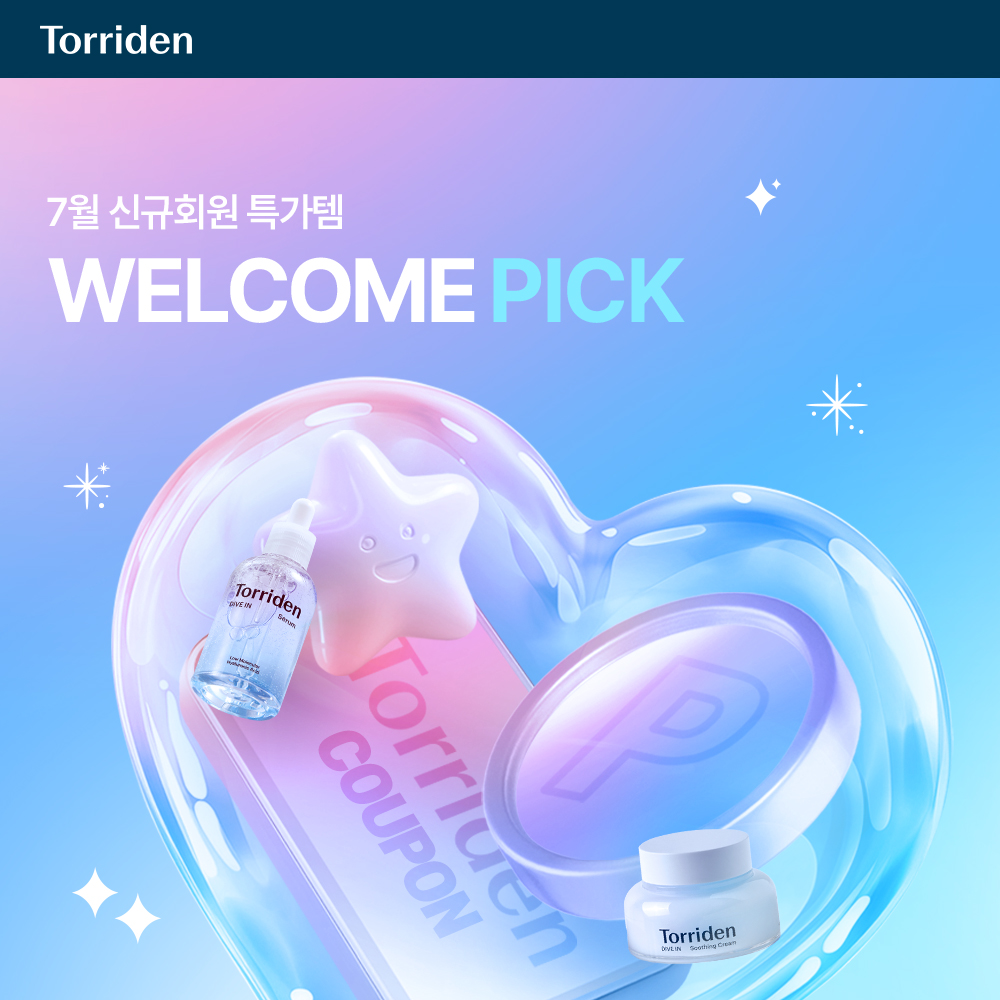 Torriden
7월 신규회원 특가템
WELCOME PICK
Torriden
DIVE IN
Serum
Low Molecular
Hyaluronic Acid
Torriden
COUPON
P
Torriden
DIVE IN Soothing Cream